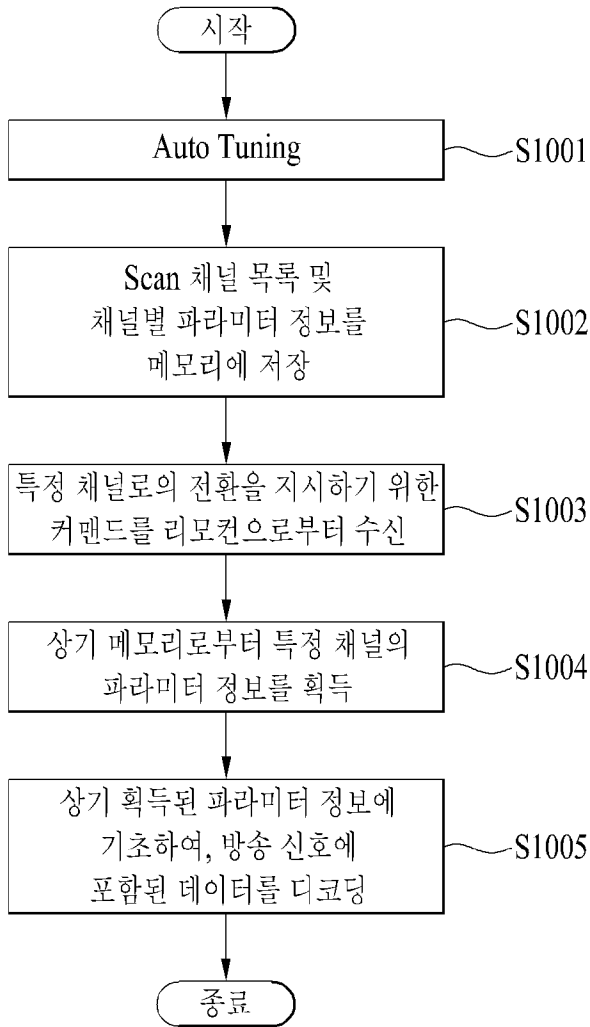 시작
Auto Tuning
S1001
Scan 채널 목록 및
채널별 파라미터 정보를
메모리에 저장
S1002
특정 채널로의 전환을 지시하기 위한
커맨드를 리모컨으로부터 수신
S1003
상기 메모리로부터 특정 채널의
파라미터 정보를 획득
S1004
상기 획득된 파라미터 정보에
기초하여, 방송 신호에
포함된 데이터를 디코딩
S1005
종료